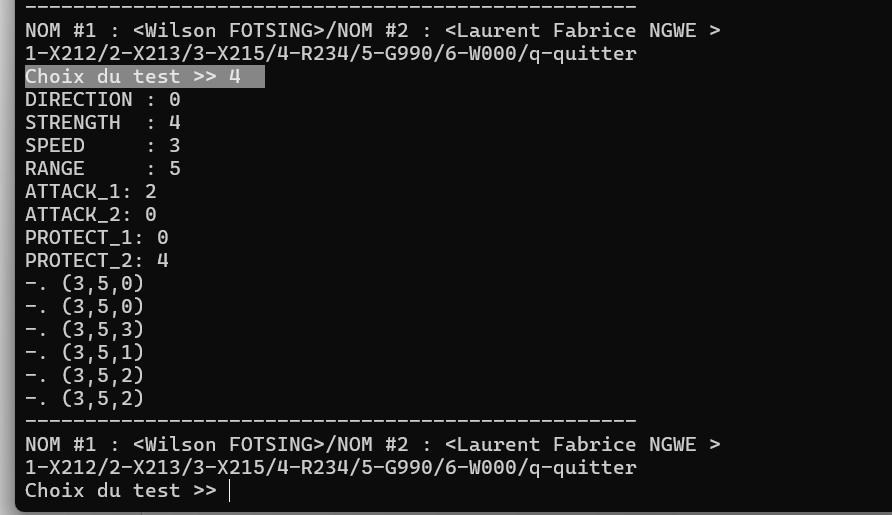 --------------------------------------------------
NOM #1 : <Wilson FOTSING>/NOM #2 : <Laurent Fabrice NGWE >
1-X212/2-X213/3-X215/4-R234/5-G990/6-W000/q-quitter
Choix du test >> 4
DIRECTION : 0
STRENGTH  : 4
SPEED     : 3
RANGE     : 5
ATTACK_1: 2
ATTACK_2: 0
PROTECT_1: 0
PROTECT_2: 4
-. (3,5,0)
-. (3,5,0)
-. (3,5,3)
-. (3,5,1)
-. (3,5,2)
-. (3,5,2)
--------------------------------------------------
NOM #1 : <Wilson FOTSING>/NOM #2 : <Laurent Fabrice NGWE >
1-X212/2-X213/3-X215/4-R234/5-G990/6-W000/q-quitter
Choix du test >>